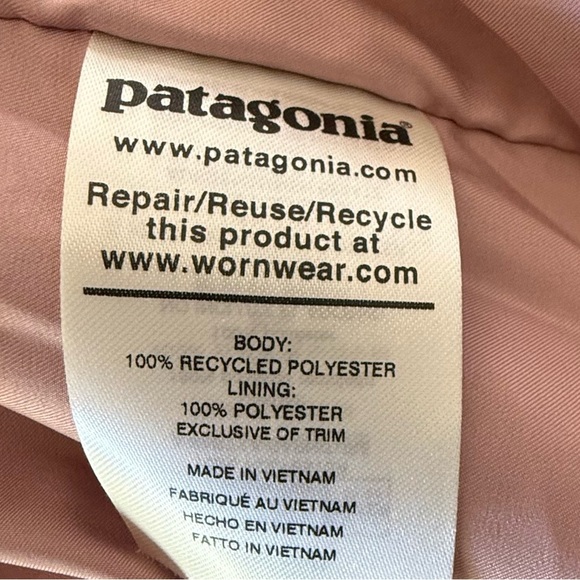 patagonia®
www.patagonia.com
Repair/Reuse/Recycle
this product at
www.wornwear.com
BODY:
100% RECYCLED POLYESTER
LINING:
100% POLYESTER
EXCLUSIVE OF TRIM
MADE IN VIETNAM
FABRIQUÉ AU VIETNAM
HECHO EN VIETNAM
FATTO IN VIETNAM